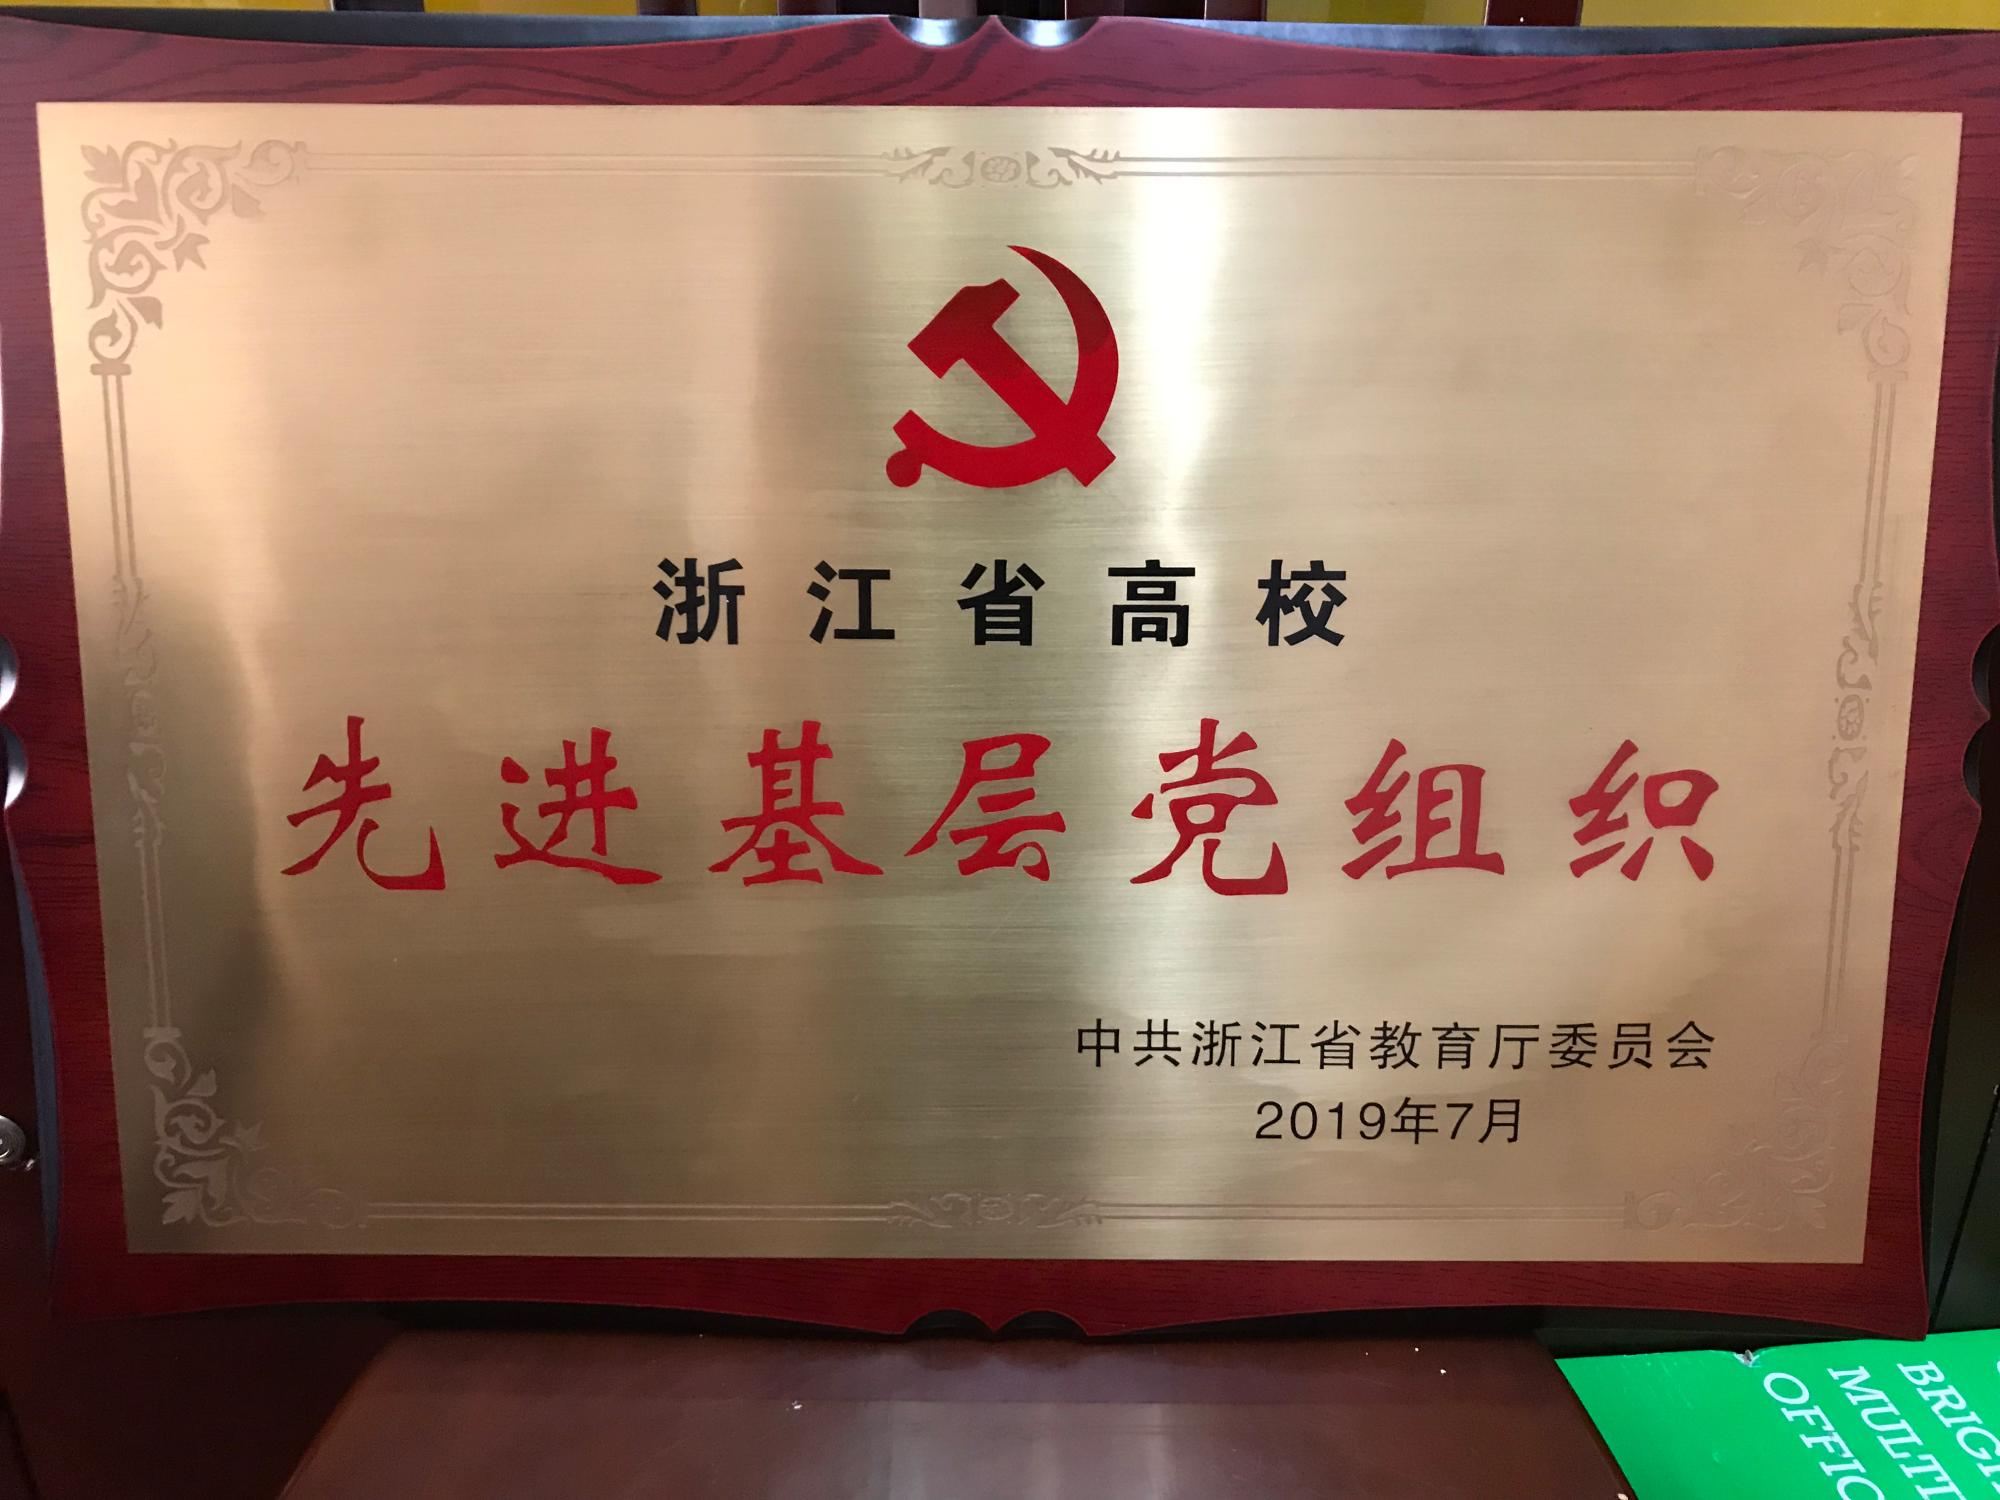 浙江省高校
先进基层党组织
中共浙江省教育厅委员会
2019年7月
MULT